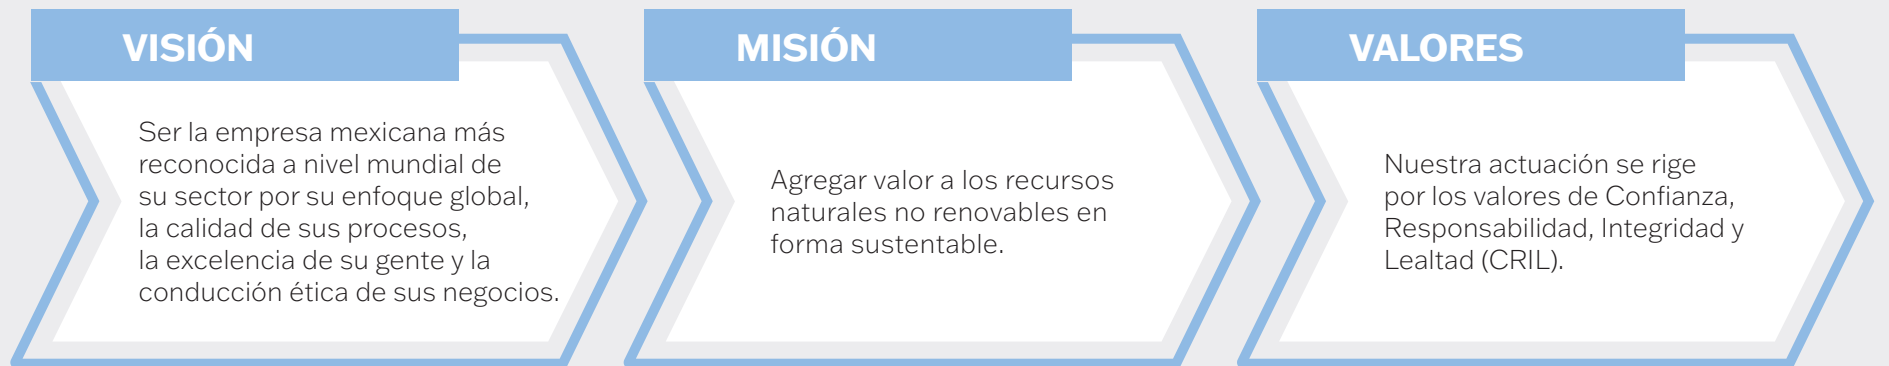 VISIÓN
Ser la empresa mexicana más
reconocida a nivel mundial de
su sector por su enfoque global,
la calidad de sus procesos,
la excelencia de su gente y la
conducción ética de sus negocios.
MISIÓN
Agregar valor a los recursos
naturales no renovables en
forma sustentable.
VALORES
Nuestra actuación se rige
por los valores de Confianza,
Responsabilidad, Integridad y
Lealtad (CRIL).